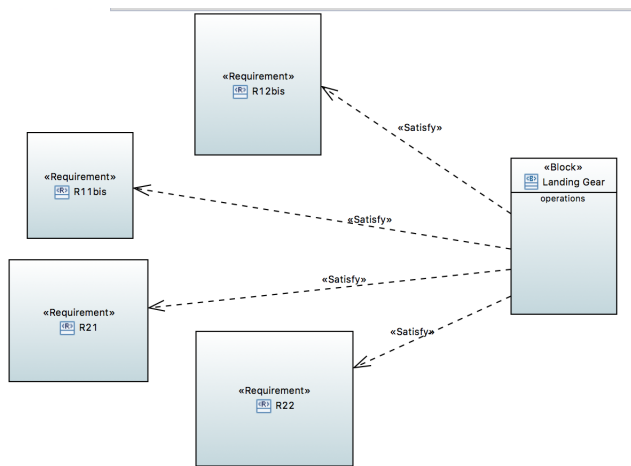 «Requirement»
R12bis
«Satisfy»
«Block»
Landing Gear
operations
«Requirement»
R11bis
«Satisfy»
«Satisfy»
«Requirement»
R21
«Satisfy»
«Requirement»
R22